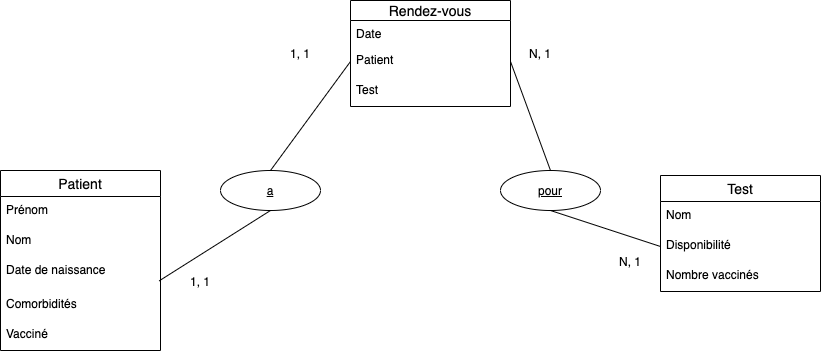 Rendez-vous
Date
Patient
Test
1, 1
N, 1
a
pour
Patient
Prénom
Nom
Date de naissance
Comorbidités
Vacciné
1, 1
Test
Nom
Disponibilité
Nombre vaccinés
N, 1